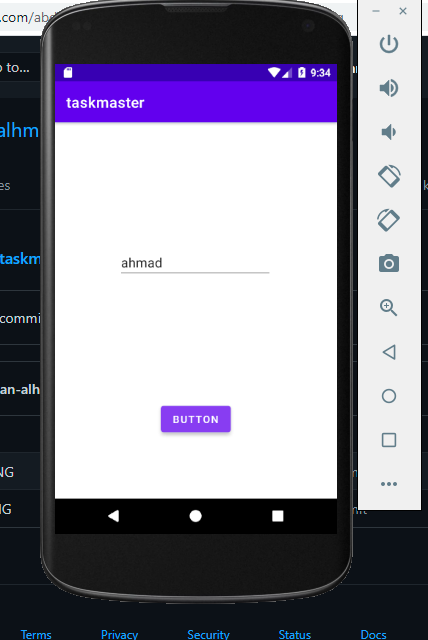 .com/abd
9:34
o to...
taskmaster
alhm
es
k
ahmad
taskm
commi
an-alh
BUTTON
NG
NG
Terms Privacy Security Status Docs